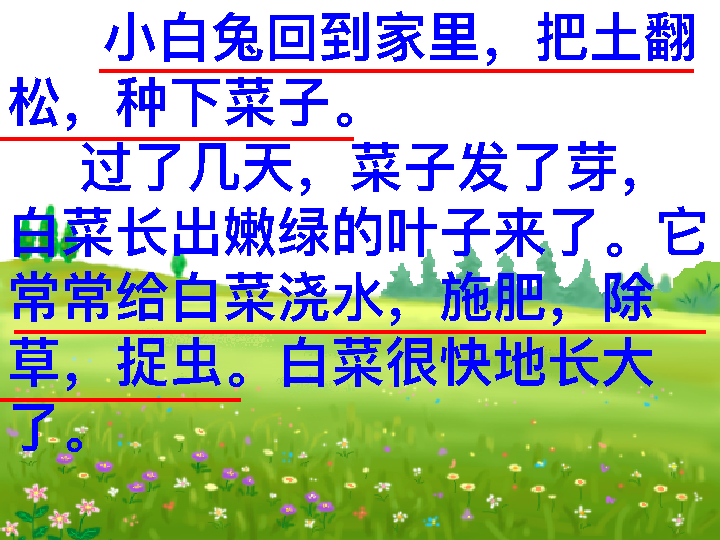 小白兔回到家里，把土翻
松，种下菜子。
过了几天，菜子发了芽，
白菜长出嫩绿的叶子来了。它
常常给白菜浇水，施肥，除
草，捉虫。白菜很快地长大
了。